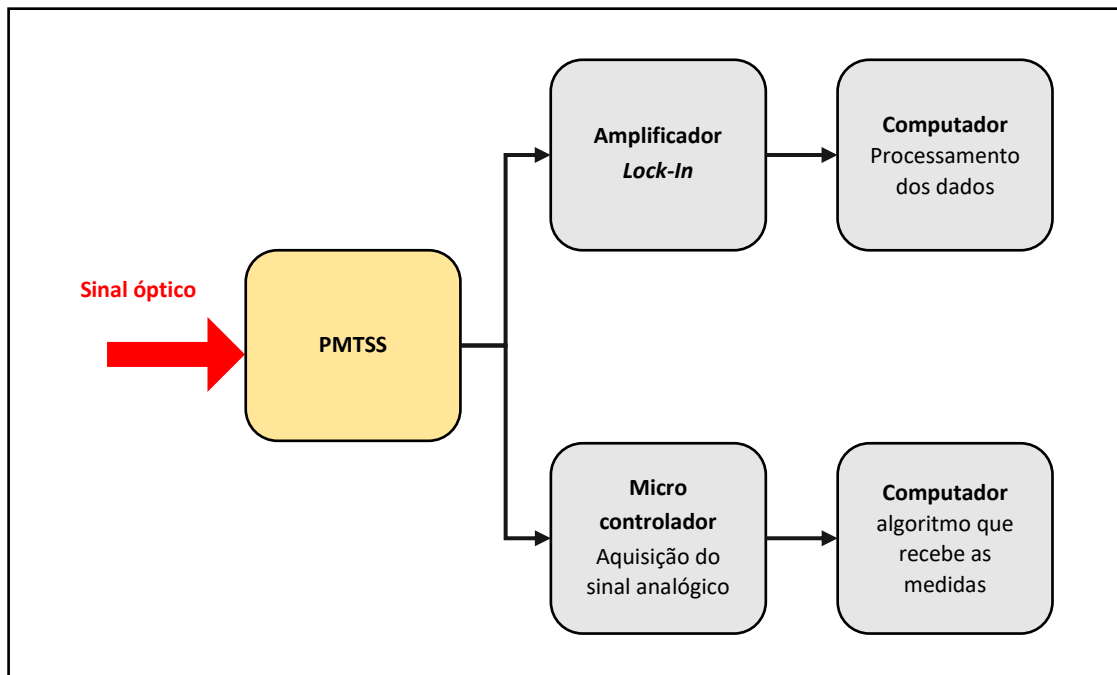 Sinal óptico
PMTSS
Amplificador
Lock-In
Computador
Processamento
dos dados
Micro
controlador
Aquisição do
sinal analógico
Computador
algoritmo que
recebe as
medidas